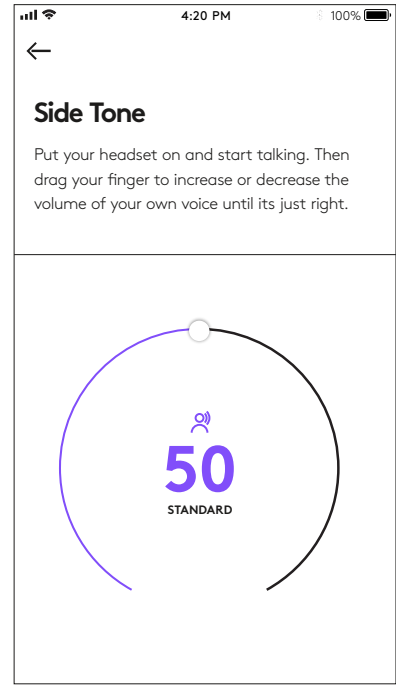 4:20 PM 100%
Side Tone
Put your headset on and start talking. Then
drag your finger to increase or decrease the
volume of your own voice until its just right.
50
STANDARD